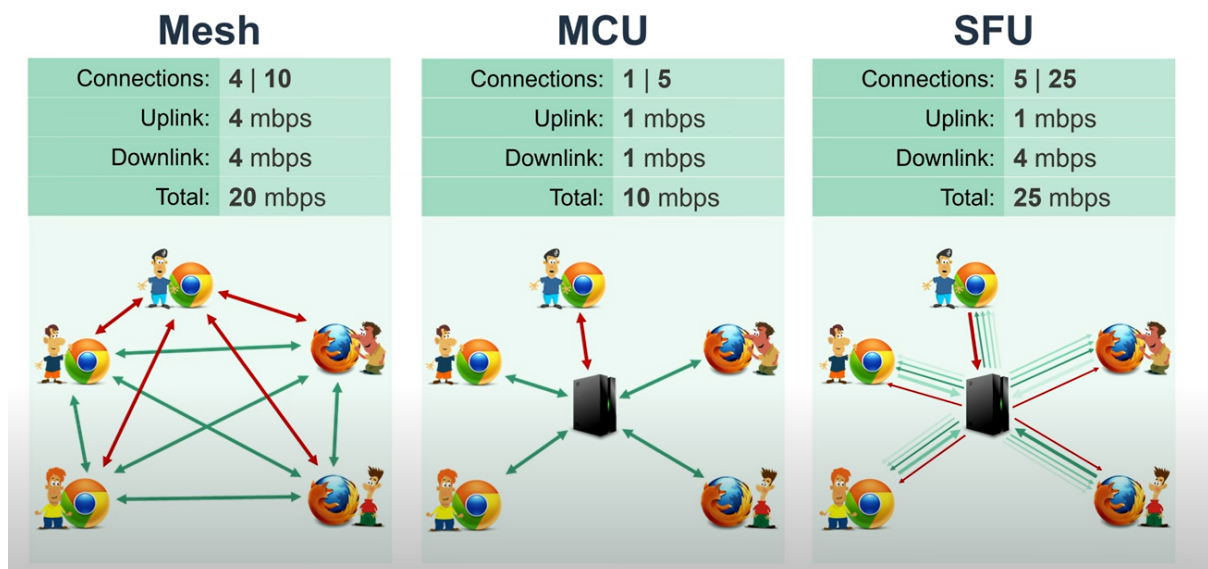 Mesh
Connections: 4 | 10
Uplink: 4 mbps
Downlink: 4 mbps
Total: 20 mbps
MCU
Connections: 1 | 5
Uplink: 1 mbps
Downlink: 1 mbps
Total: 10 mbps
SFU
Connections: 5 | 25
Uplink: 1 mbps
Downlink: 4 mbps
Total: 25 mbps